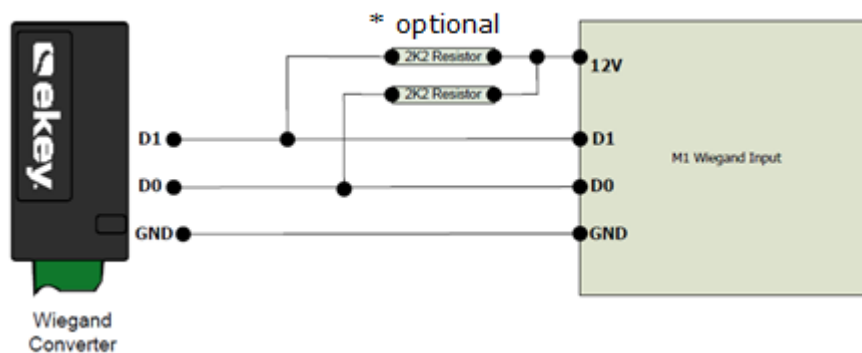 * optional
2K2 Resistor
12V
2K2 Resistor
ekey
D1
D1
M1 Wiegand Input
D0
D0
GND
GND
Wiegand
Converter